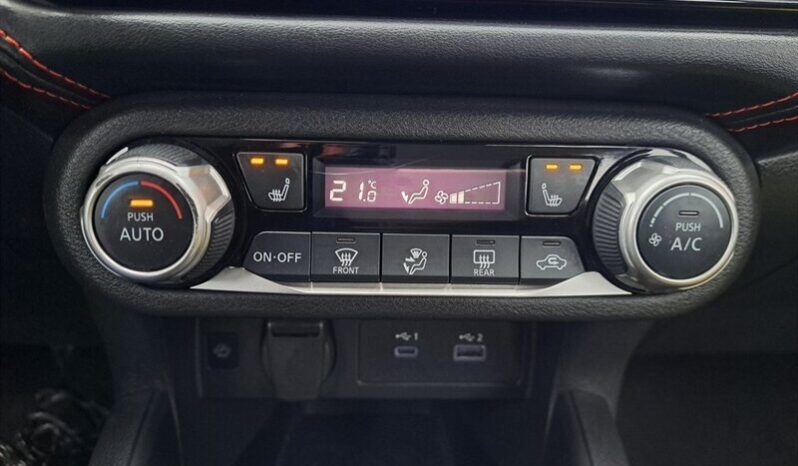 PUSH
AUTO
21.0 °C
ON·OFF
FRONT
REAR
PUSH
A/C
1
2